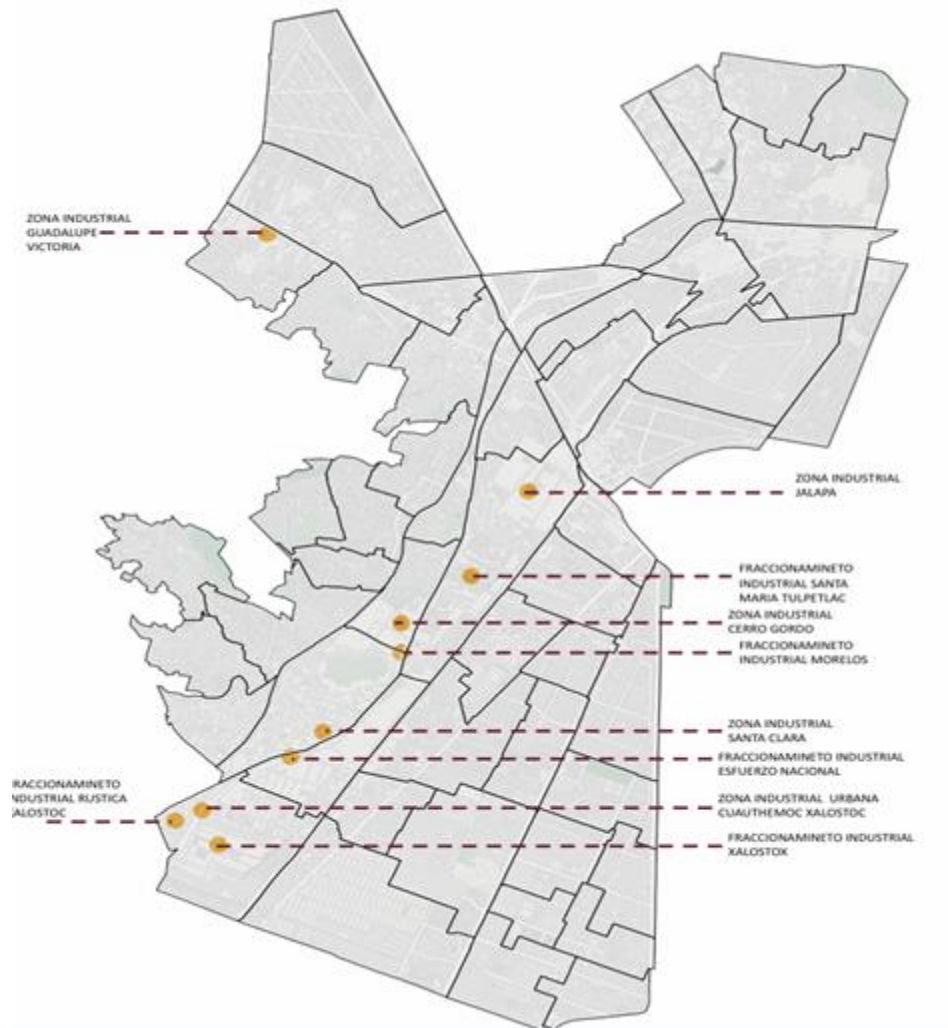 ZONA INDUSTRIAL
GUADALUPE
VICTORIA
ZONA INDUSTRIAL
JALAPA
FRACCIONAMINETO
INDUSTRIAL SANTA
MARIA TULPETLAC
ZONA INDUSTRIAL
CERRO GORDO
FRACCIONAMINETO
INDUSTRIAL MORELOS
ZONA INDUSTRIAL
SANTA CLARA
FRACCIONAMINETO INDUSTRIAL
ESFUERZO NACIONAL
RACCIONAMINETO
NDUSTRIAL RUSTICA
ALOSTOC
ZONA INDUSTRIAL URBANA
CUAUTHEMOC XALOSTOC
FRACCIONAMINETO INDUSTRIAL
XALOSTOX